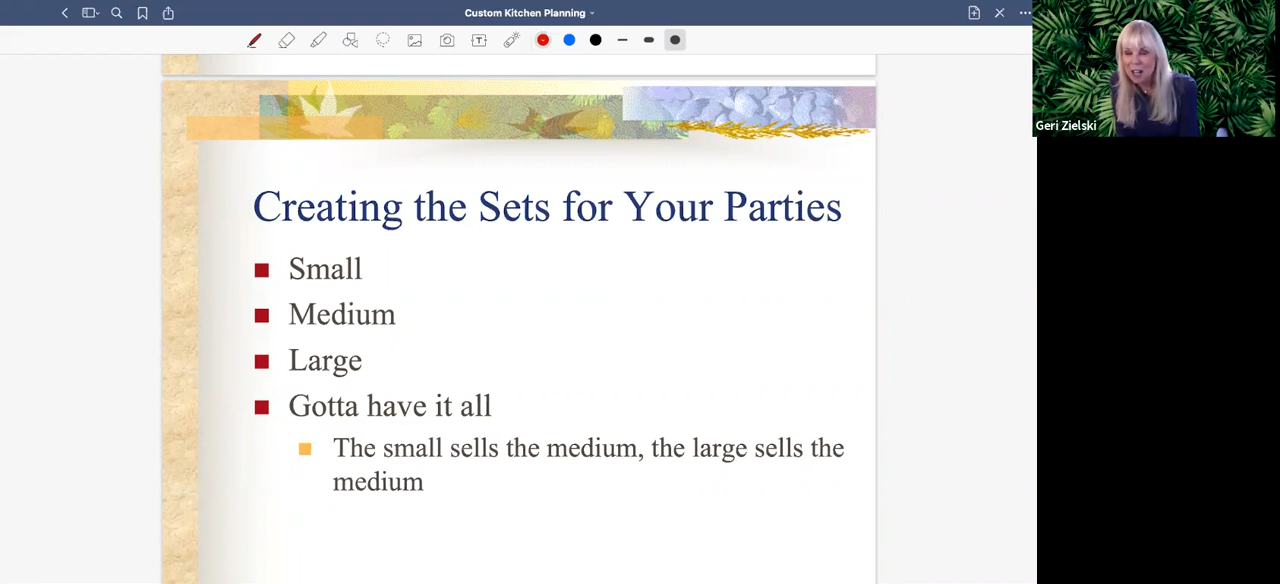 Custom Kitchen Planning
Geri Zielski
Creating the Sets for Your Parties
Small
Medium
Large
Gotta have it all
The small sells the medium, the large sells the
medium